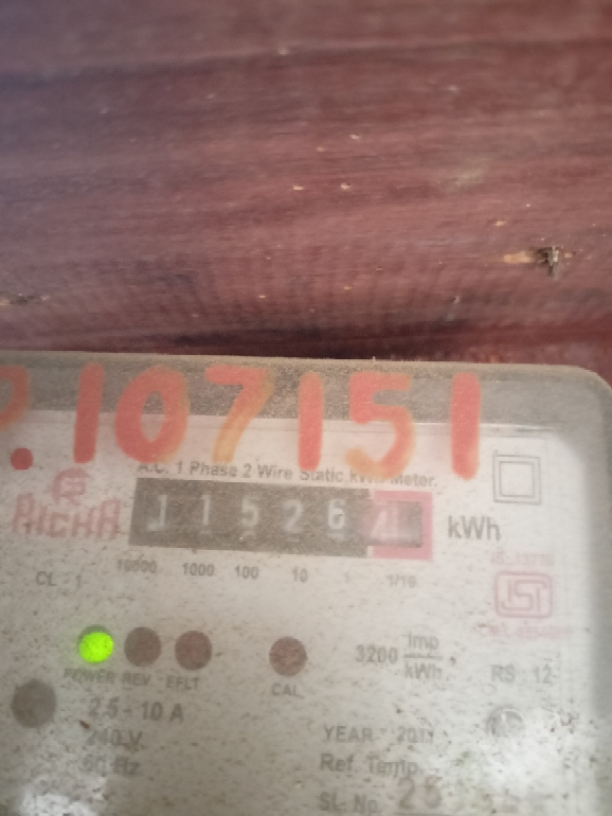 P.107151
A.C. 1 Phase 2 Wire Static kWh Meter.
RICHA
11526 kWh
CL - 1 10000 1000 100 10 1 1/10
3200 imp/kWh
POWER REV EFLT CAL
RS 12
2.5 - 10 A
240 V
50 Hz
YEAR
Ref. Temp.
SL. No. 25